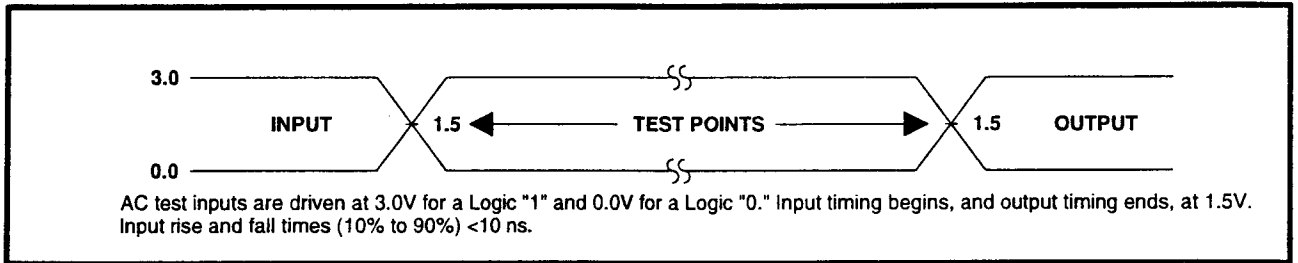 3.0
INPUT 1.5 TEST POINTS 1.5 OUTPUT
0.0
AC test inputs are driven at 3.0V for a Logic "1" and 0.0V for a Logic "0." Input timing begins, and output timing ends, at 1.5V.
Input rise and fall times (10% to 90%) <10 ns.